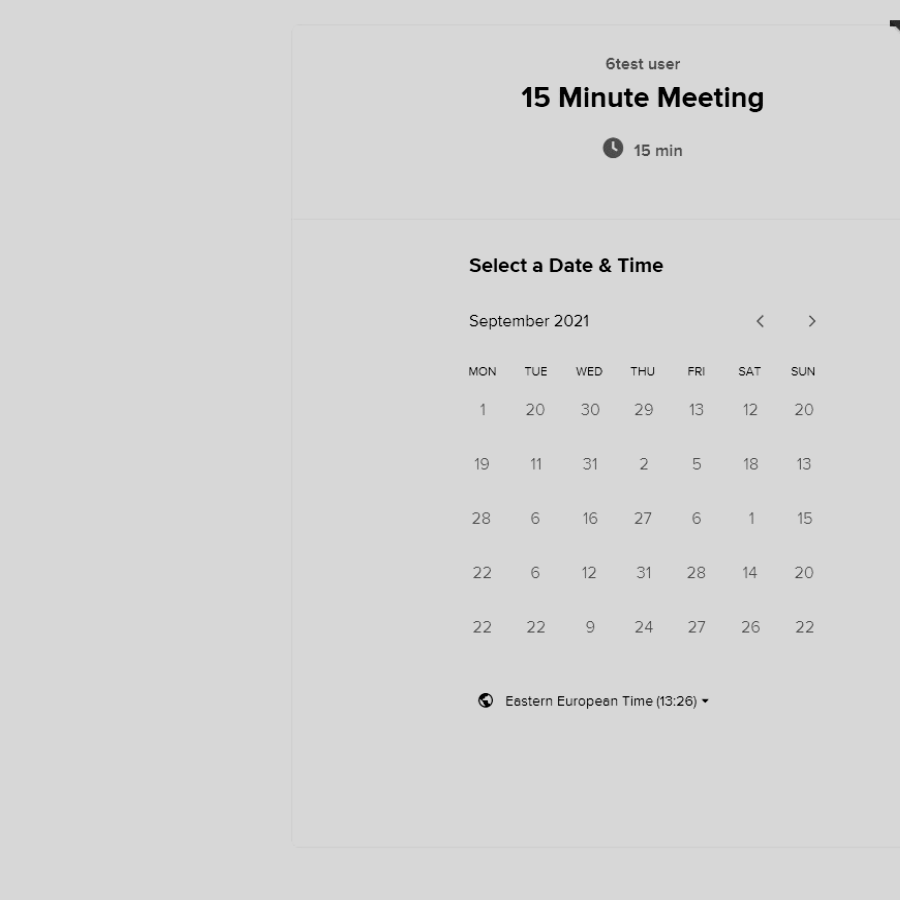 6test user
15 Minute Meeting
15 min
Select a Date & Time
September 2021
MON TUE WED THU FRI SAT SUN
1 20 30 29 13 12 20
19 11 31 2 5 18 13
28 6 16 27 6 1 15
22 6 12 31 28 14 20
22 22 9 24 27 26 22
Eastern European Time (13:26)